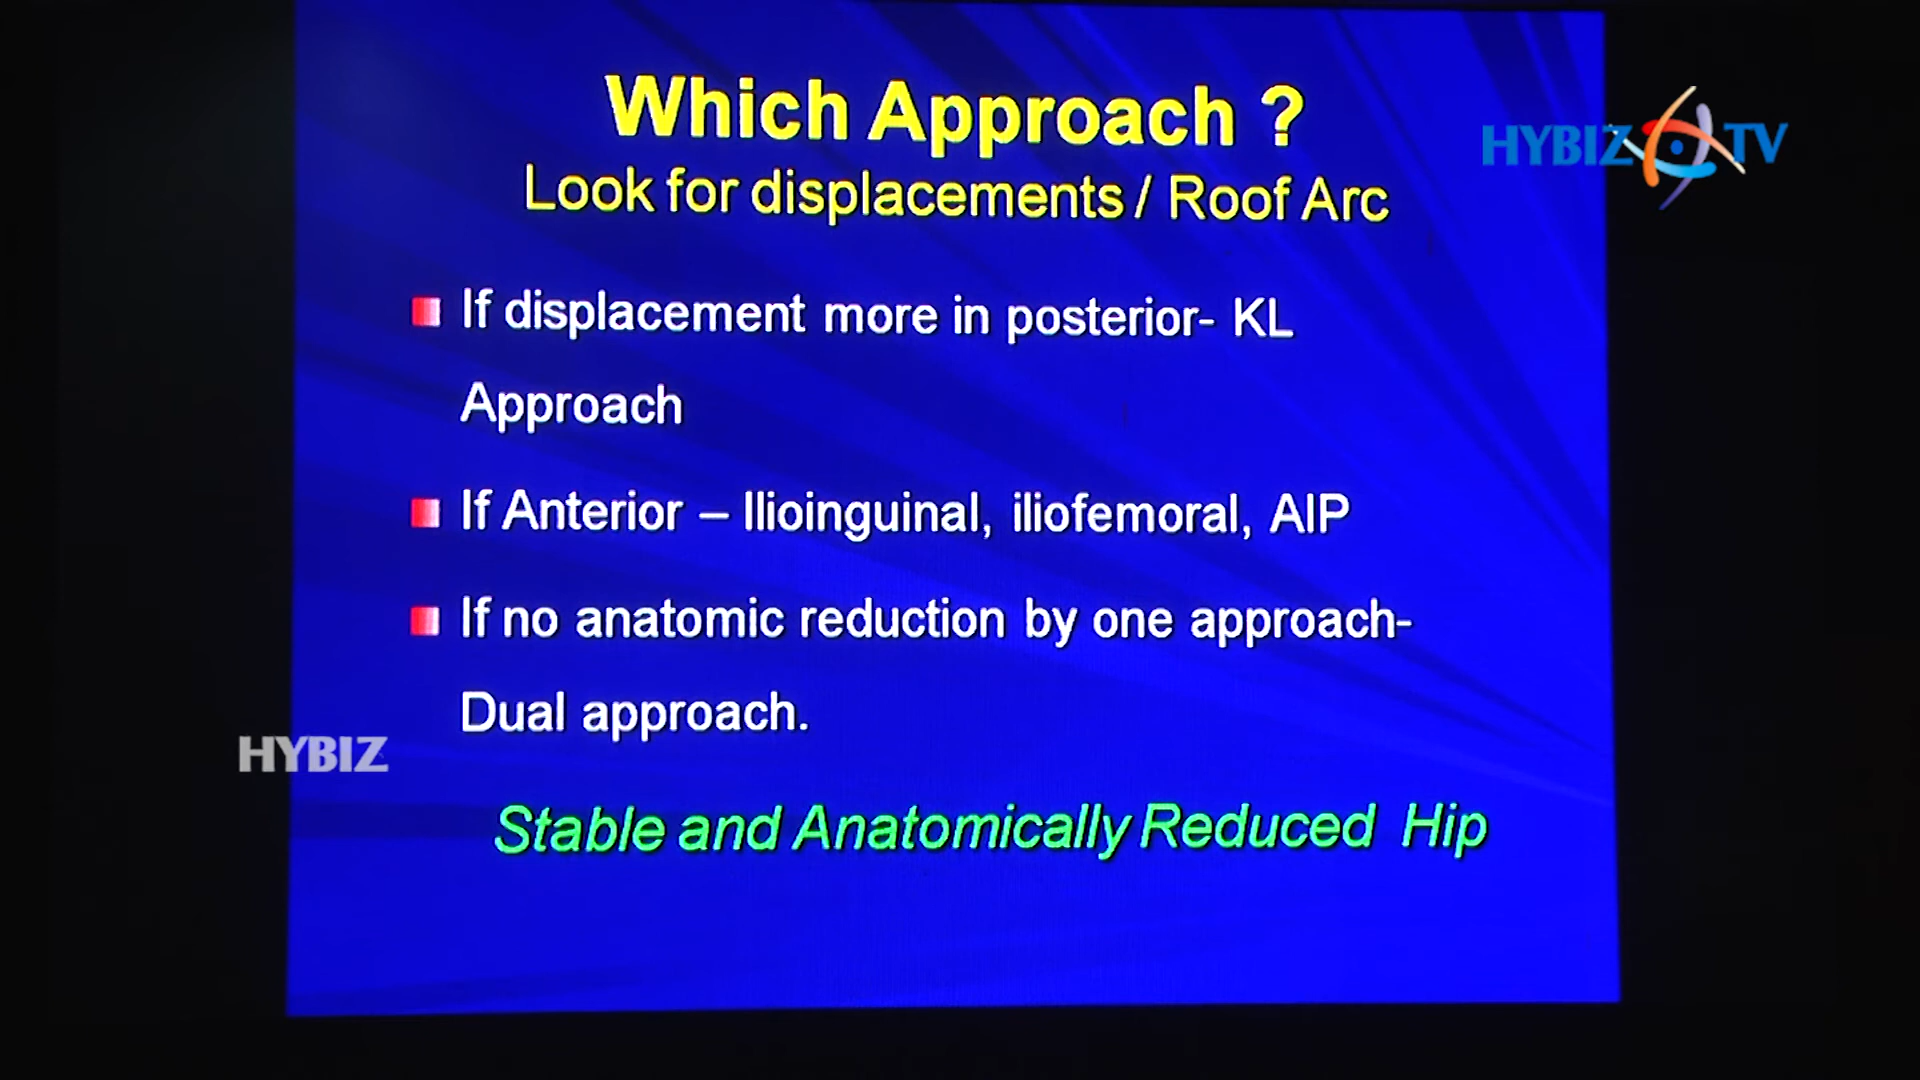 Which Approach ?
HYBIZ TV
Look for displacements / Roof Arc
If displacement more in posterior- KL
Approach
If Anterior – Ilioinguinal, iliofemoral, AIP
If no anatomic reduction by one approach-
Dual approach.
HYBIZ
Stable and Anatomically Reduced Hip